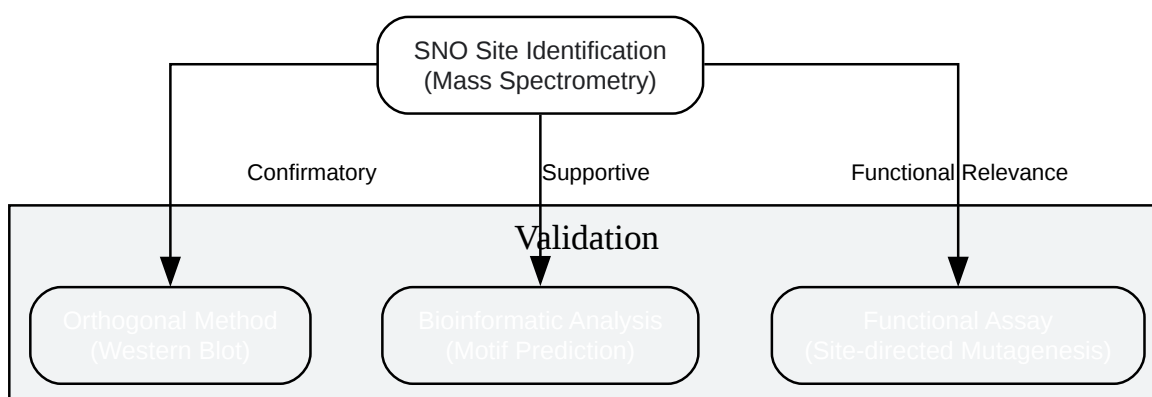 SNO Site Identification
(Mass Spectrometry)
Confirmatory
Supportive
Functional Relevance
Validation
Orthogonal Method
(Western Blot)
Bioinformatic Analysis
(Motif Prediction)
Functional Assay
(Site-directed Mutagenesis)